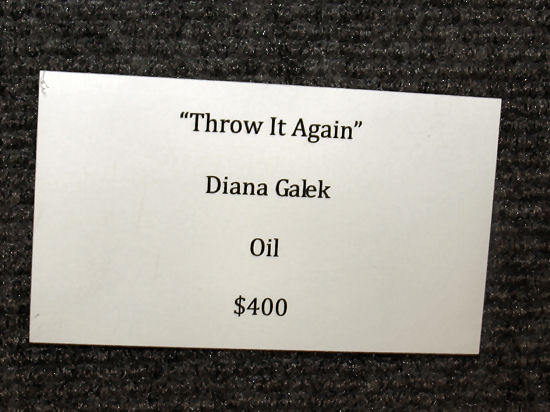 “Throw It Again”
Diana Galek
Oil
$400